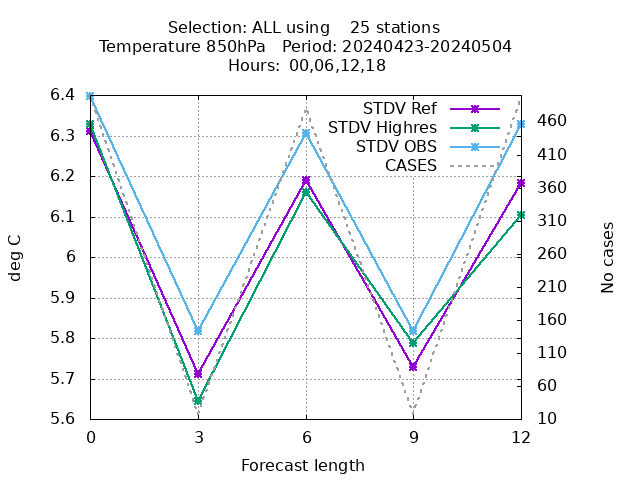 Selection: ALL using    25 stations
Temperature 850hPa   Period: 20240423-20240504
Hours: 00,06,12,18
STDV Ref
STDV Highres
STDV OBS
CASES
6.4
6.3
6.2
6.1
6
5.9
5.8
5.7
5.6
deg C
460
410
360
310
260
210
160
110
60
10
No cases
0 3 6 9 12
Forecast length